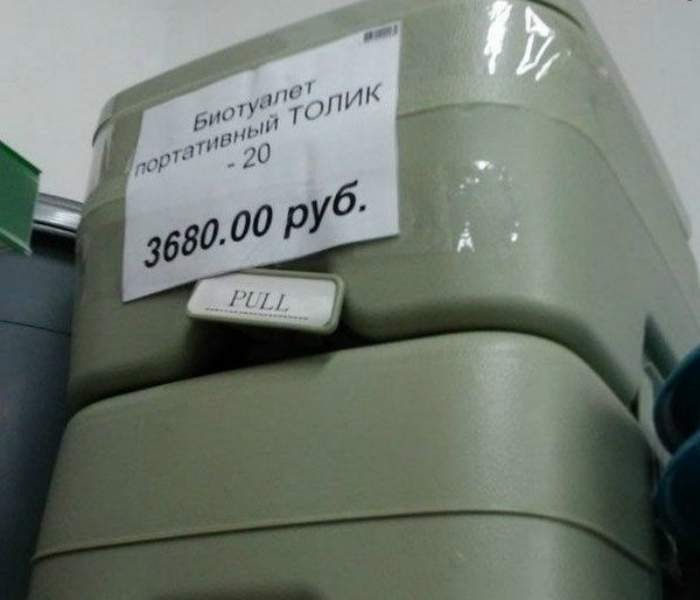 Биотуалет
портативный ТОЛИК
- 20
3680.00 руб.
PULL